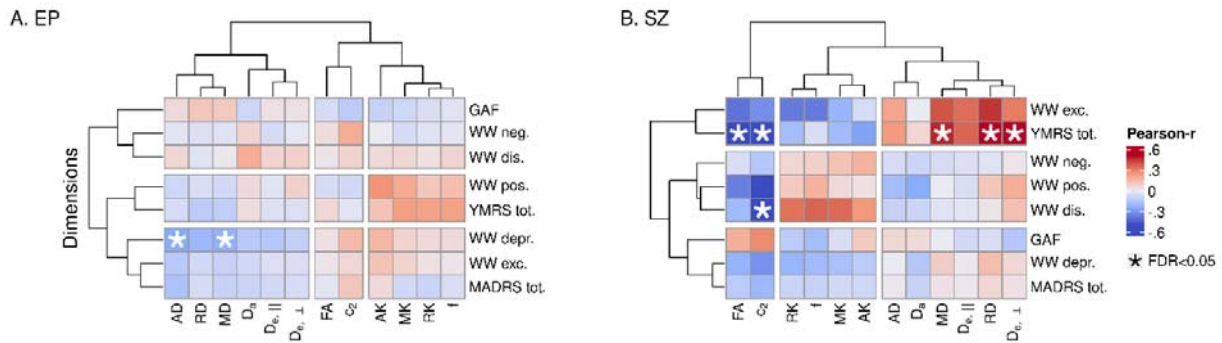 A. EP
B. SZ
Dimensions
GAF
WW neg.
WW dis.
WW pos.
YMRS tot.
WW depr.
WW exc.
MADRS tot.
AD
RD
MD
Da
De, ||
De, ⊥
FA
c2
AK
MK
RK
f
WW exc.
YMRS tot.
WW neg.
WW pos.
WW dis.
GAF
WW depr.
MADRS tot.
FA
c2
RK
f
MK
AK
AD
Da
MD
De, ||
RD
De, ⊥
Pearson-r
.6
.3
0
-.3
-.6
* FDR<0.05